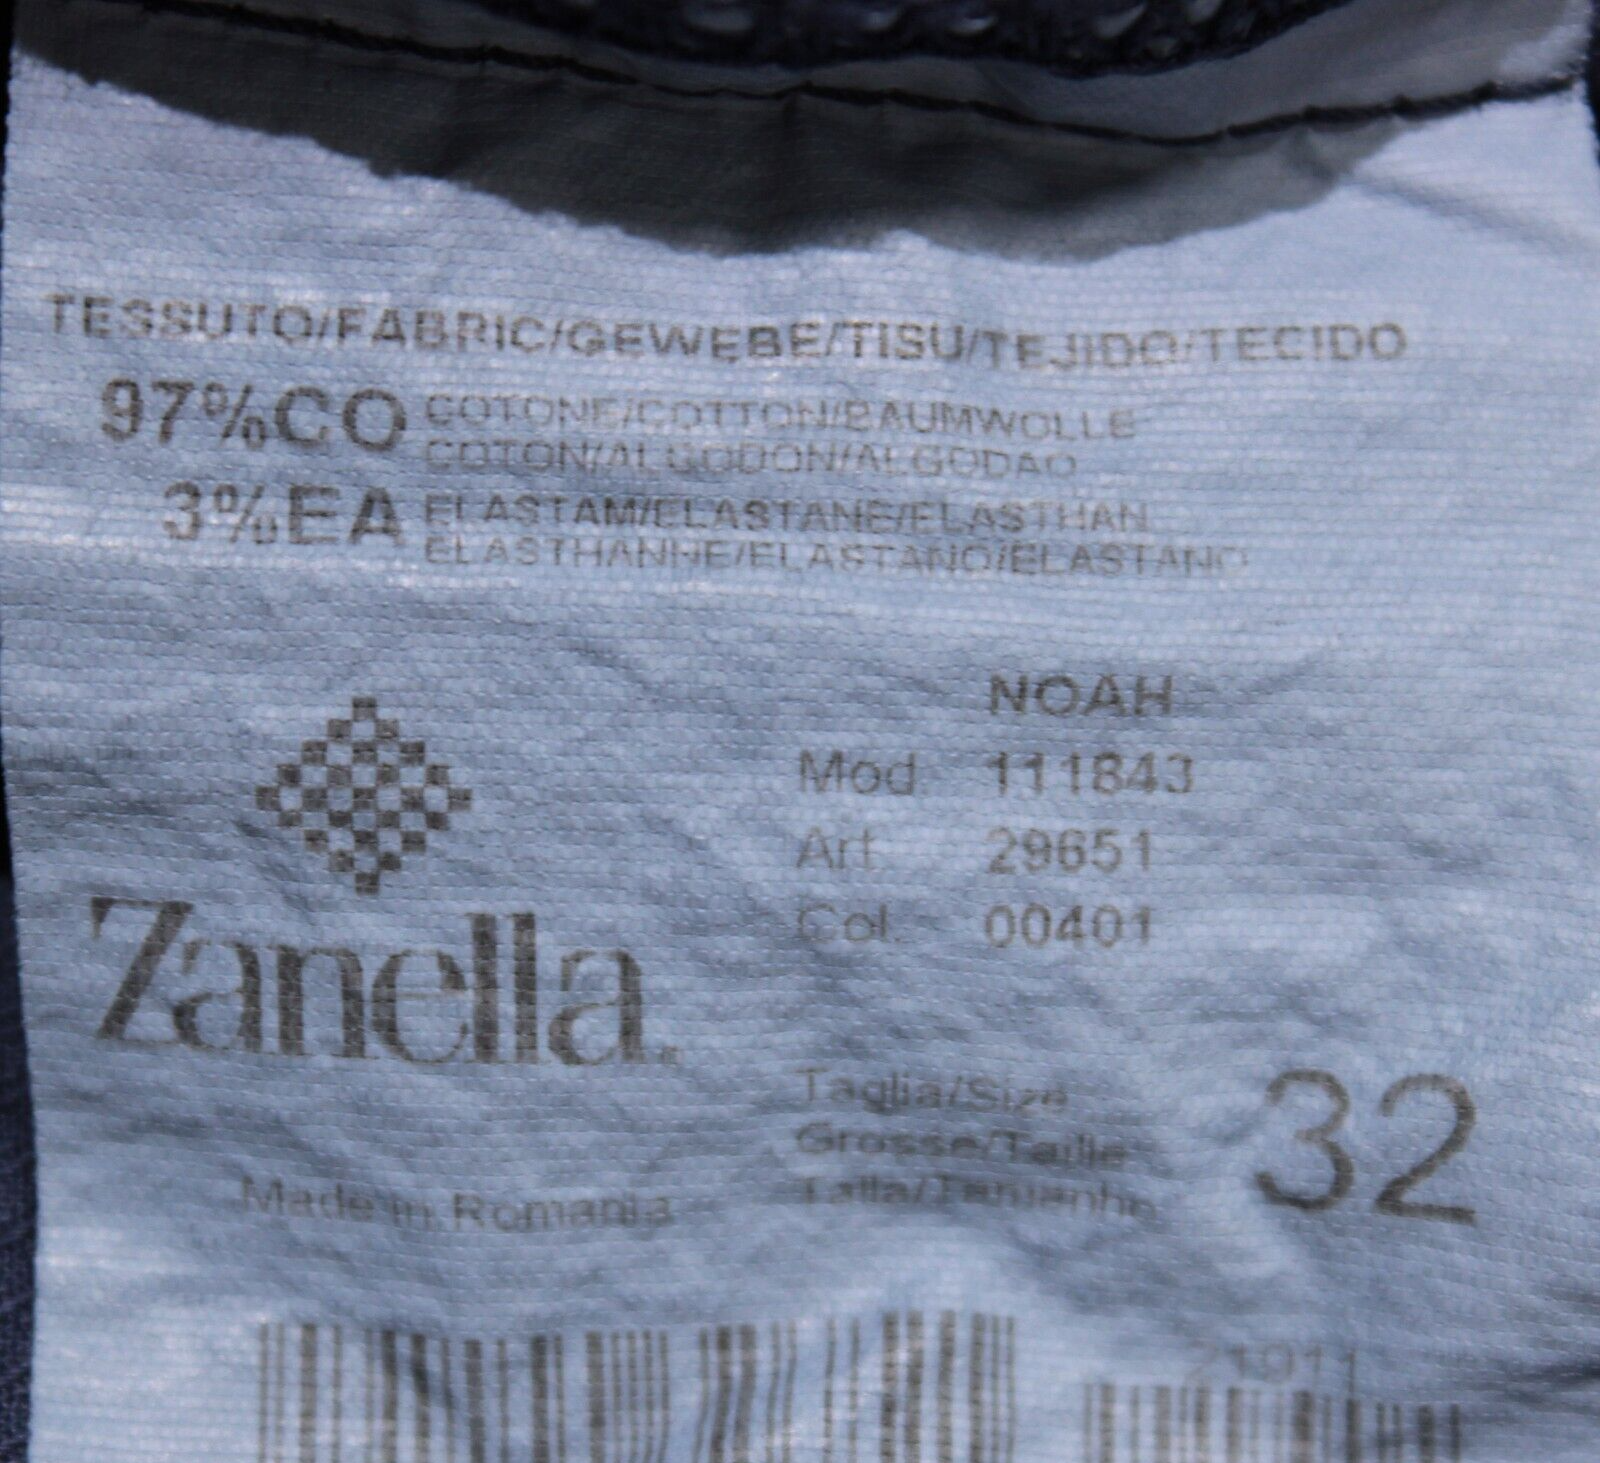 TESSUTO/FABRIC/GEWEBE/TISU/TEJIDO/TECIDO
97%CO COTONE/COTTON/BAUMWOLLE
COTON/ALGODON/ALGODAO
3%EA ELASTAM/ELASTANE/ELASTHAN
ELASTHANNE/ELASTANO/ELASTANO
NOAH
Mod. 111843
Art. 29651
Col. 00401
Zanella®
Made in Romania
Taglia/Size
Grosse/Taille
Talla/Tamanho
32
21011